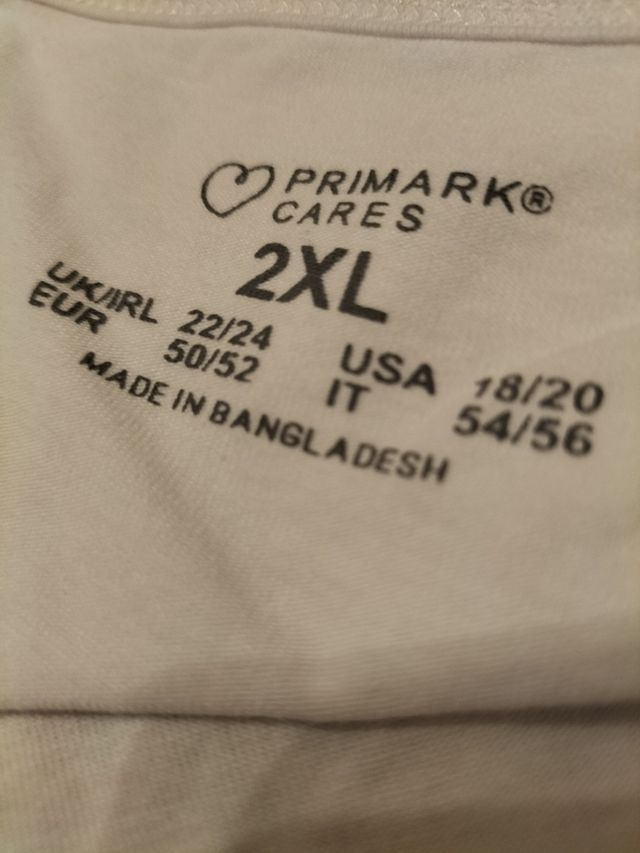 PRIMARK®
CARES
2XL
UK/IRL 22/24 USA 18/20
EUR 50/52 IT 54/56
MADE IN BANGLADESH